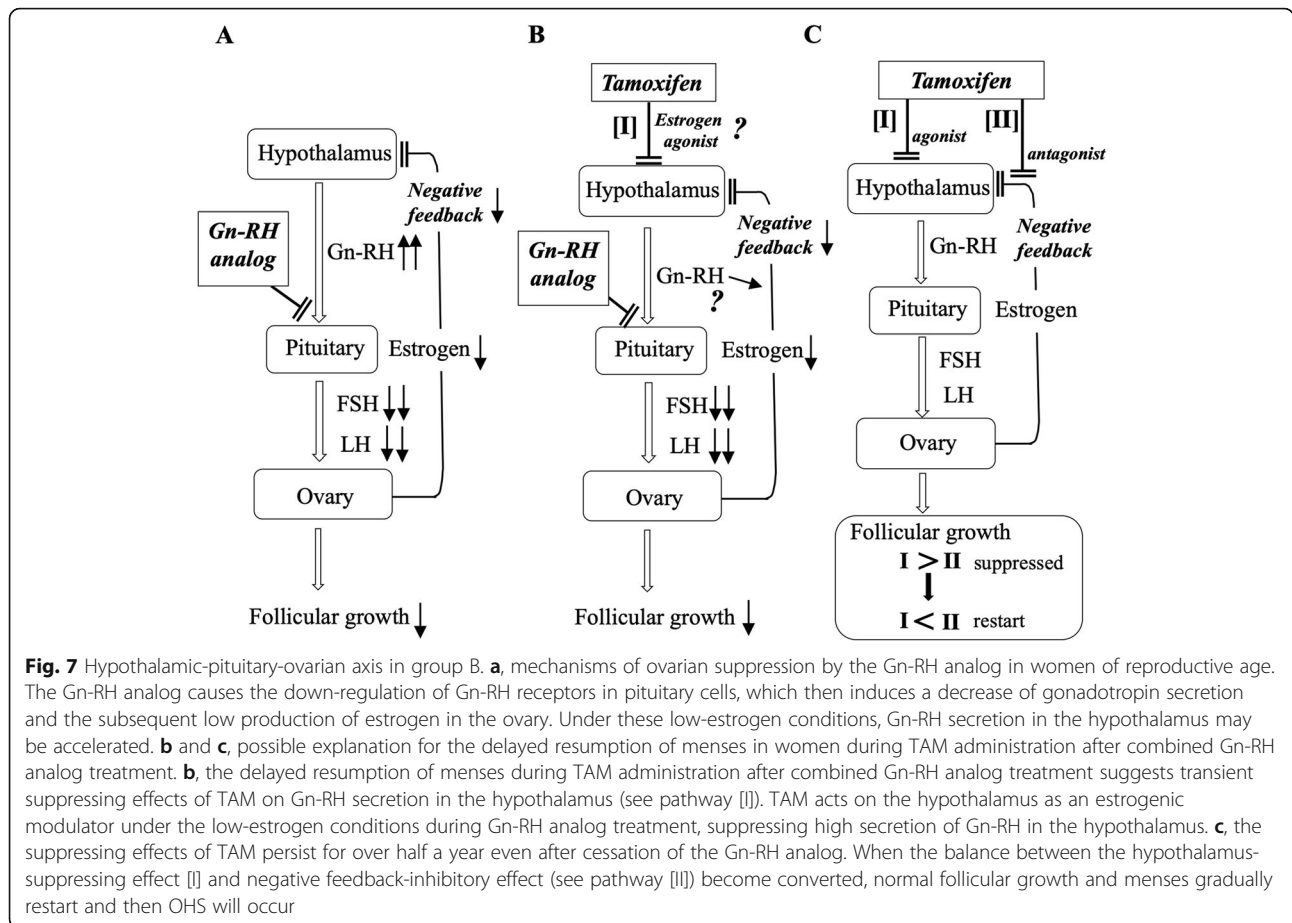 A
Hypothalamus
Negative
feedback ↓
Gn-RH
analog
Gn-RH ↑↑
Pituitary
Estrogen ↓
FSH ↓↓
LH ↓↓
Ovary
Follicular growth ↓
B
Tamoxifen
[I]
Estrogen
agonist
?
Hypothalamus
Negative
feedback ↓
Gn-RH
analog
Gn-RH
?
Pituitary
Estrogen ↓
FSH ↓↓
LH ↓↓
Ovary
Follicular growth ↓
C
Tamoxifen
[I]
[II]
agonist
antagonist
Hypothalamus
Gn-RH
Negative
feedback
Pituitary
Estrogen
FSH
LH
Ovary
Follicular growth
I > II suppressed
I < II restart
Fig. 7 Hypothalamic-pituitary-ovarian axis in group B. a, mechanisms of ovarian suppression by the Gn-RH analog in women of reproductive age.
The Gn-RH analog causes the down-regulation of Gn-RH receptors in pituitary cells, which then induces a decrease of gonadotropin secretion
and the subsequent low production of estrogen in the ovary. Under these low-estrogen conditions, Gn-RH secretion in the hypothalamus may
be accelerated. b and c, possible explanation for the delayed resumption of menses in women during TAM administration after combined Gn-RH
analog treatment. b, the delayed resumption of menses during TAM administration after combined Gn-RH analog treatment suggests transient
suppressing effects of TAM on Gn-RH secretion in the hypothalamus (see pathway [I]). TAM acts on the hypothalamus as an estrogenic
modulator under the low-estrogen conditions during Gn-RH analog treatment, suppressing high secretion of Gn-RH in the hypothalamus. c, the
suppressing effects of TAM persist for over half a year even after cessation of the Gn-RH analog. When the balance between the hypothalamus-
suppressing effect [I] and negative feedback-inhibitory effect (see pathway [II]) become converted, normal follicular growth and menses gradually
restart and then OHS will occur